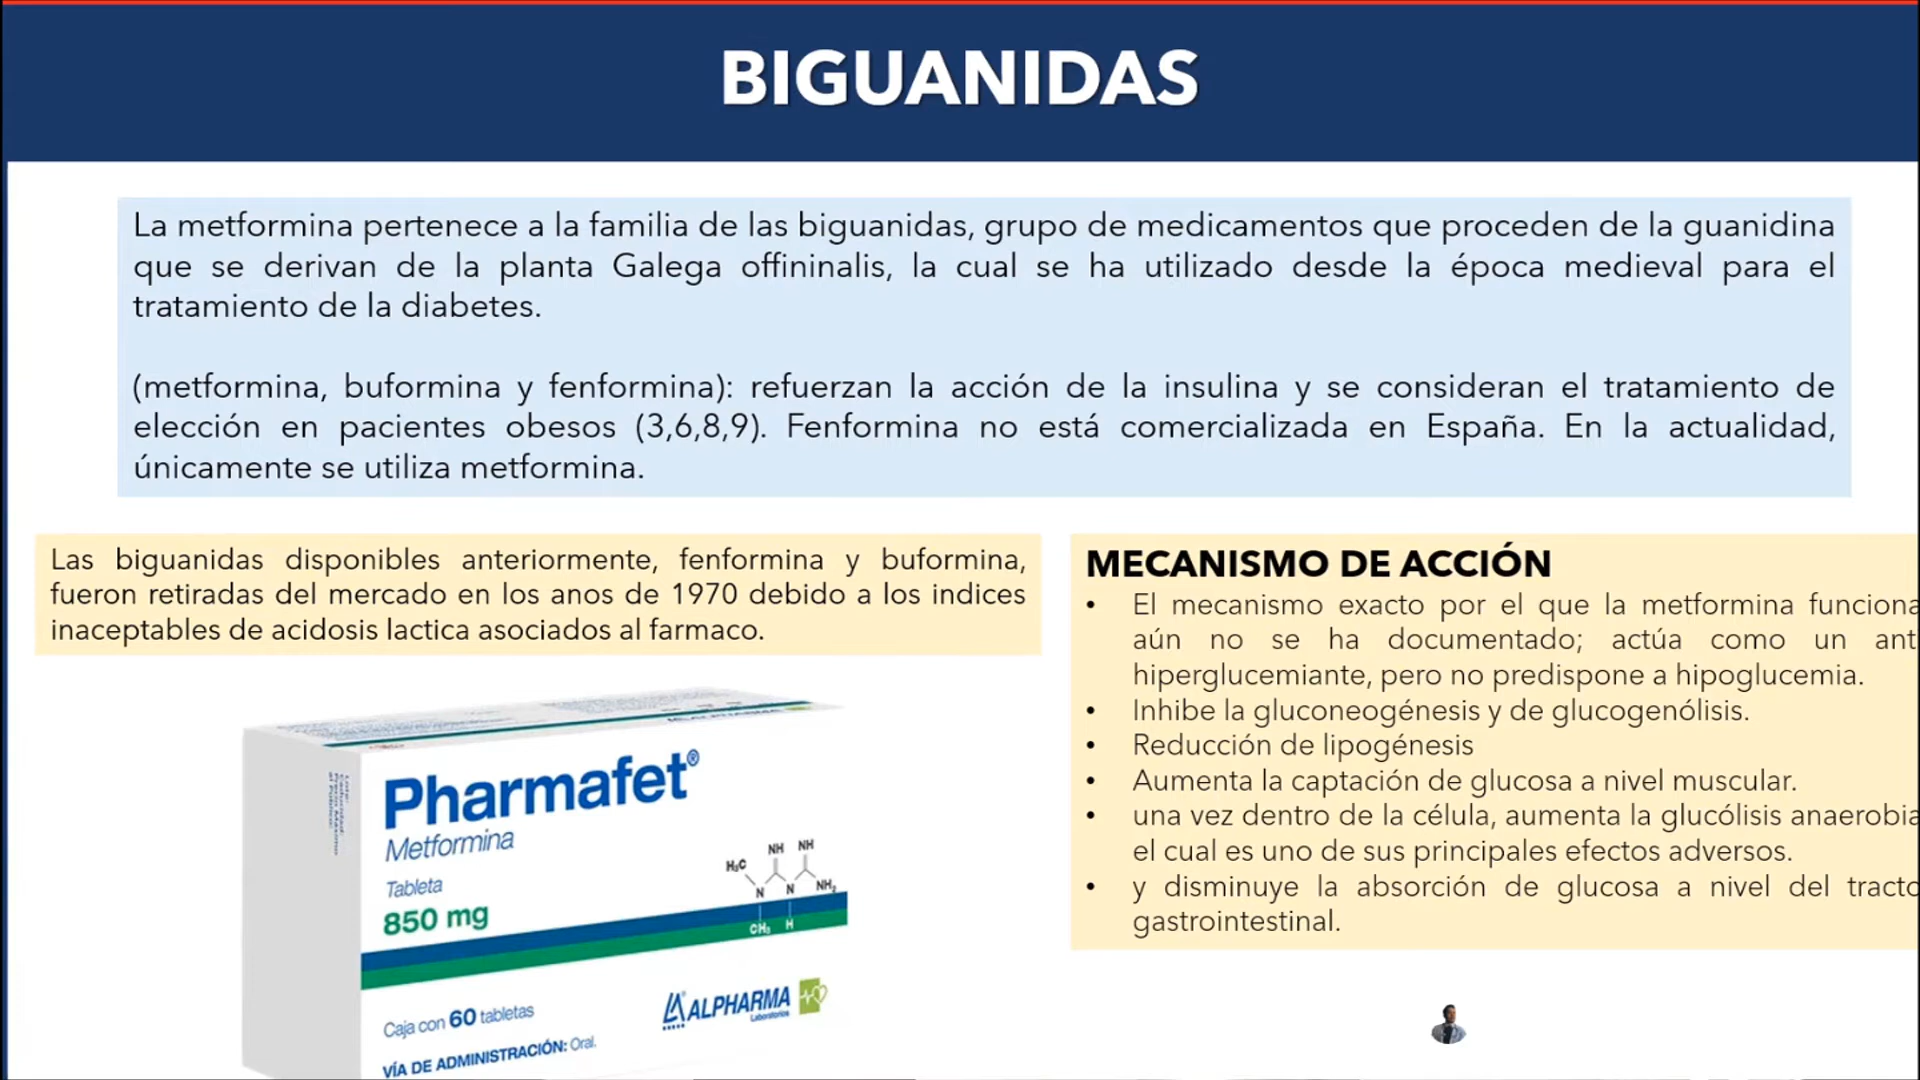 BIGUANIDAS
La metformina pertenece a la familia de las biguanidas, grupo de medicamentos que proceden de la guanidina
que se derivan de la planta Galega offininalis, la cual se ha utilizado desde la época medieval para el
tratamiento de la diabetes.
(metformina, buformina y fenformina): refuerzan la acción de la insulina y se consideran el tratamiento de
elección en pacientes obesos (3,6,8,9). Fenformina no está comercializada en España. En la actualidad,
únicamente se utiliza metformina.
Las biguanidas disponibles anteriormente, fenformina y buformina,
fueron retiradas del mercado en los anos de 1970 debido a los indices
inaceptables de acidosis lactica asociados al farmaco.
MECANISMO DE ACCIÓN
• El mecanismo exacto por el que la metformina funciona
aún no se ha documentado; actúa como un ant
hiperglucemiante, pero no predispone a hipoglucemia.
• Inhibe la gluconeogénesis y de glucogenólisis.
• Reducción de lipogénesis
• Aumenta la captación de glucosa a nivel muscular.
• una vez dentro de la célula, aumenta la glucólisis anaerobia
el cual es uno de sus principales efectos adversos.
• y disminuye la absorción de glucosa a nivel del tracto
gastrointestinal.
Pharmafet®
Metformina
Tableta
850 mg
NH NH
H₃C
N N NH₂
CH₃ H
Caja con 60 tabletas
ALPHARMA
Laboratorios
VÍA DE ADMINISTRACIÓN: Oral.